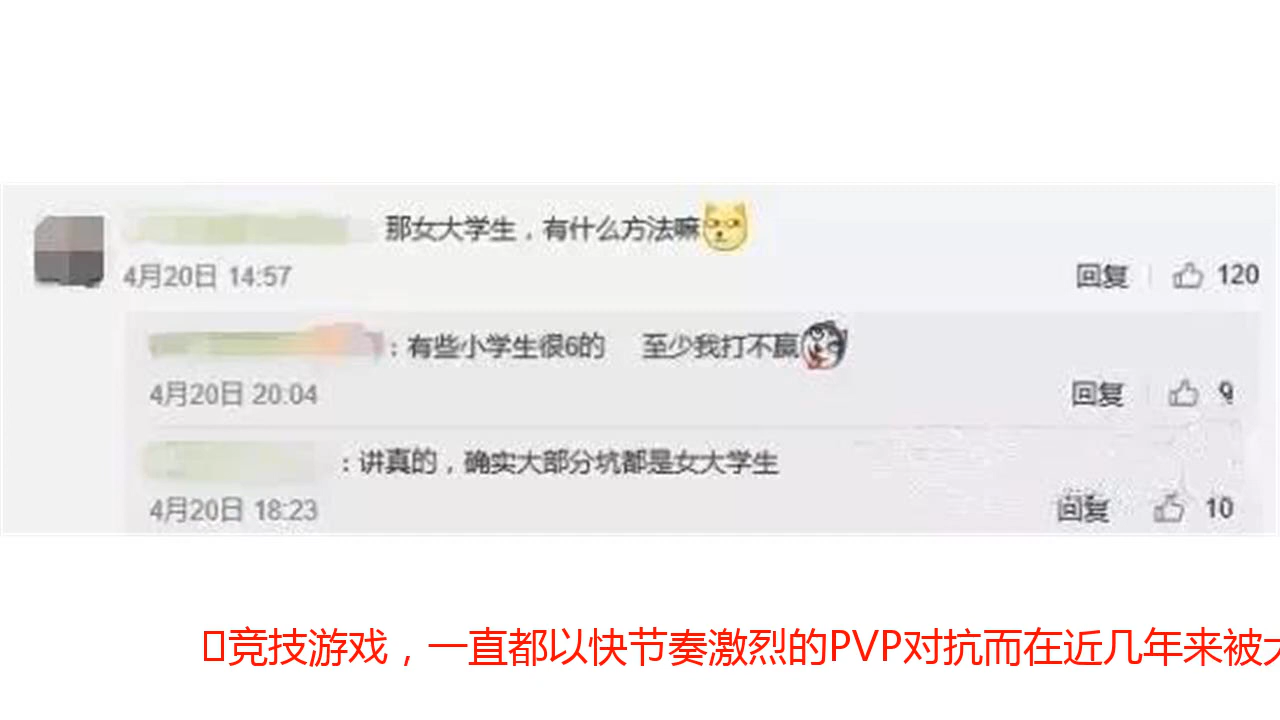 那女大学生，有什么方法嘛
4月20日 14:57
回复 120
：有些小学生很6的 至少我打不赢
4月20日 20:04
回复 9
：讲真的，确实大部分坑都是女大学生
4月20日 18:23
回复 10
竞技游戏，一直都以快节奏激烈的PVP对抗而在近几年来被